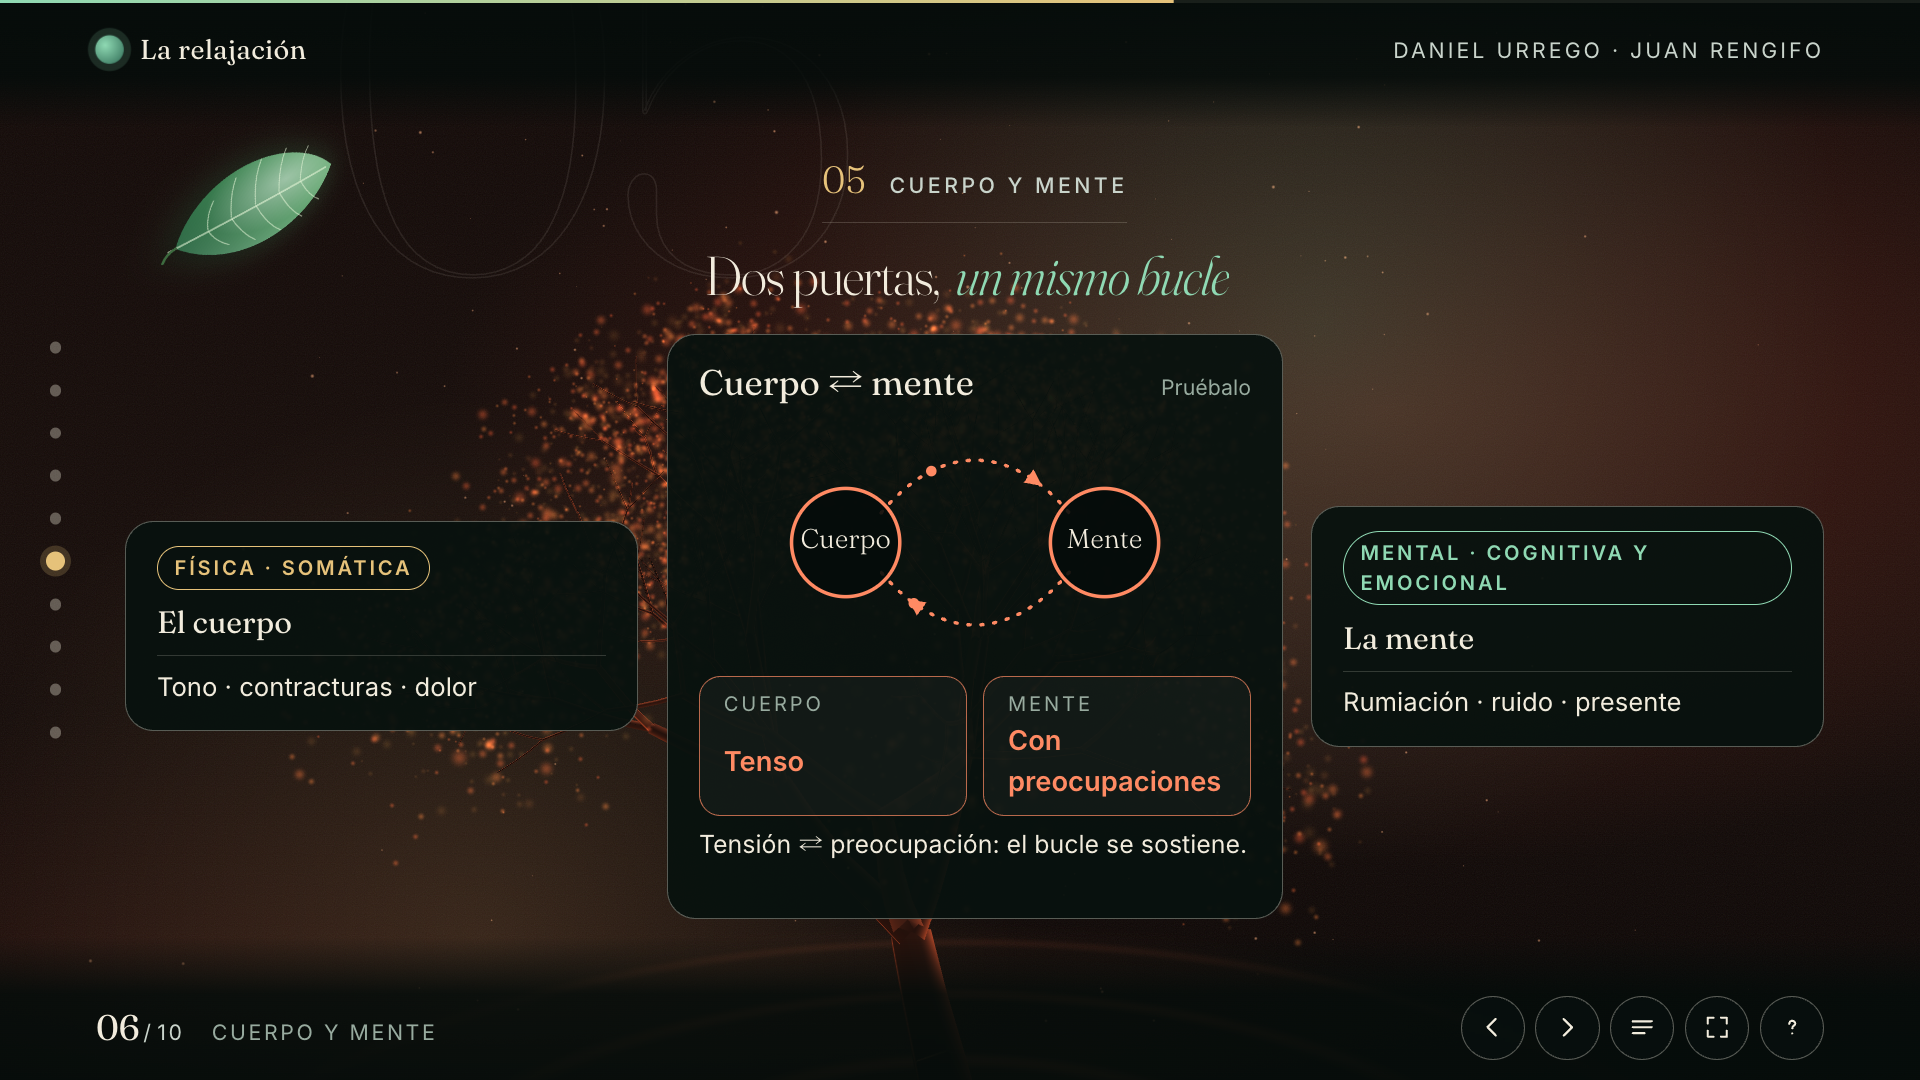 La relajación
DANIEL URREGO · JUAN RENGIFO
05
05 CUERPO Y MENTE
Dos puertas, un mismo bucle
FÍSICA · SOMÁTICA
El cuerpo
Tono · contracturas · dolor
Cuerpo ⇄ mente
Pruébalo
Cuerpo
Mente
CUERPO
Tenso
MENTE
Con
preocupaciones
Tensión ⇄ preocupación: el bucle se sostiene.
MENTAL · COGNITIVA Y
EMOCIONAL
La mente
Rumiación · ruido · presente
06 / 10 CUERPO Y MENTE
?